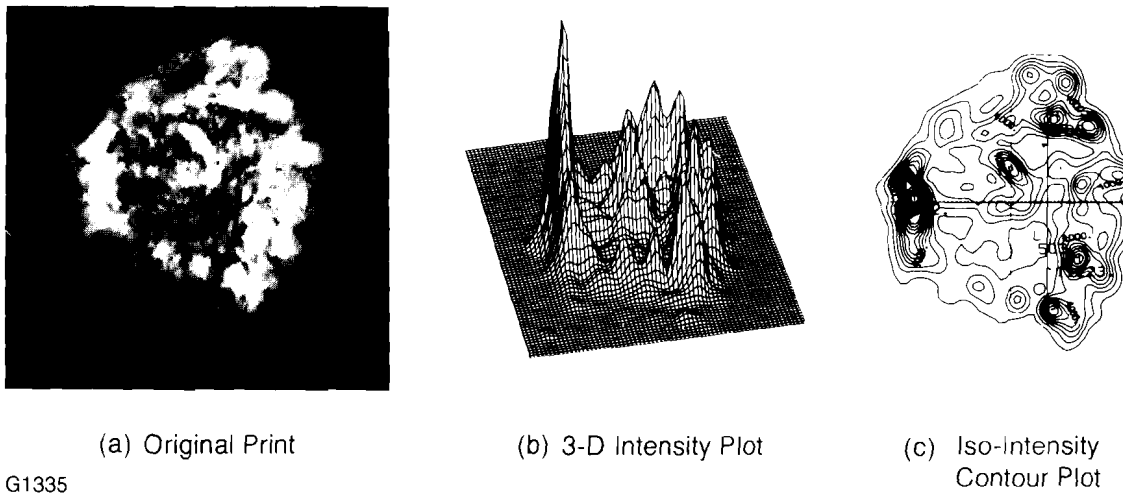 (a) Original Print
(b) 3-D Intensity Plot
(c) Iso-Intensity
Contour Plot
G1335